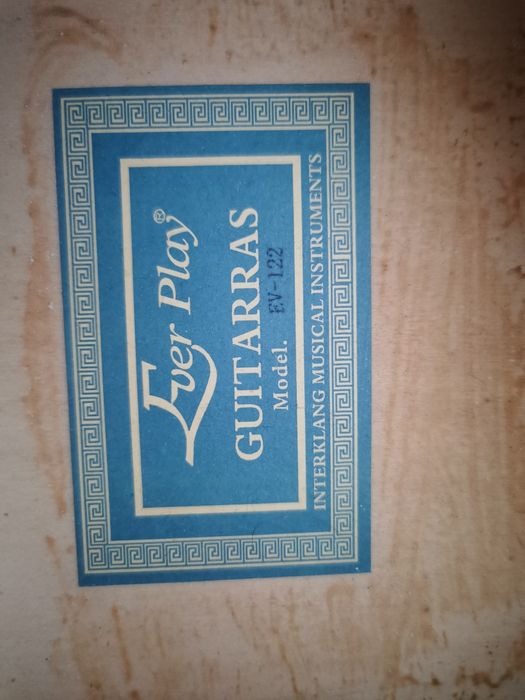 Ever Play®
GUITARRAS
Model. EV-122
INTERKLANG MUSICAL INSTRUMENTS